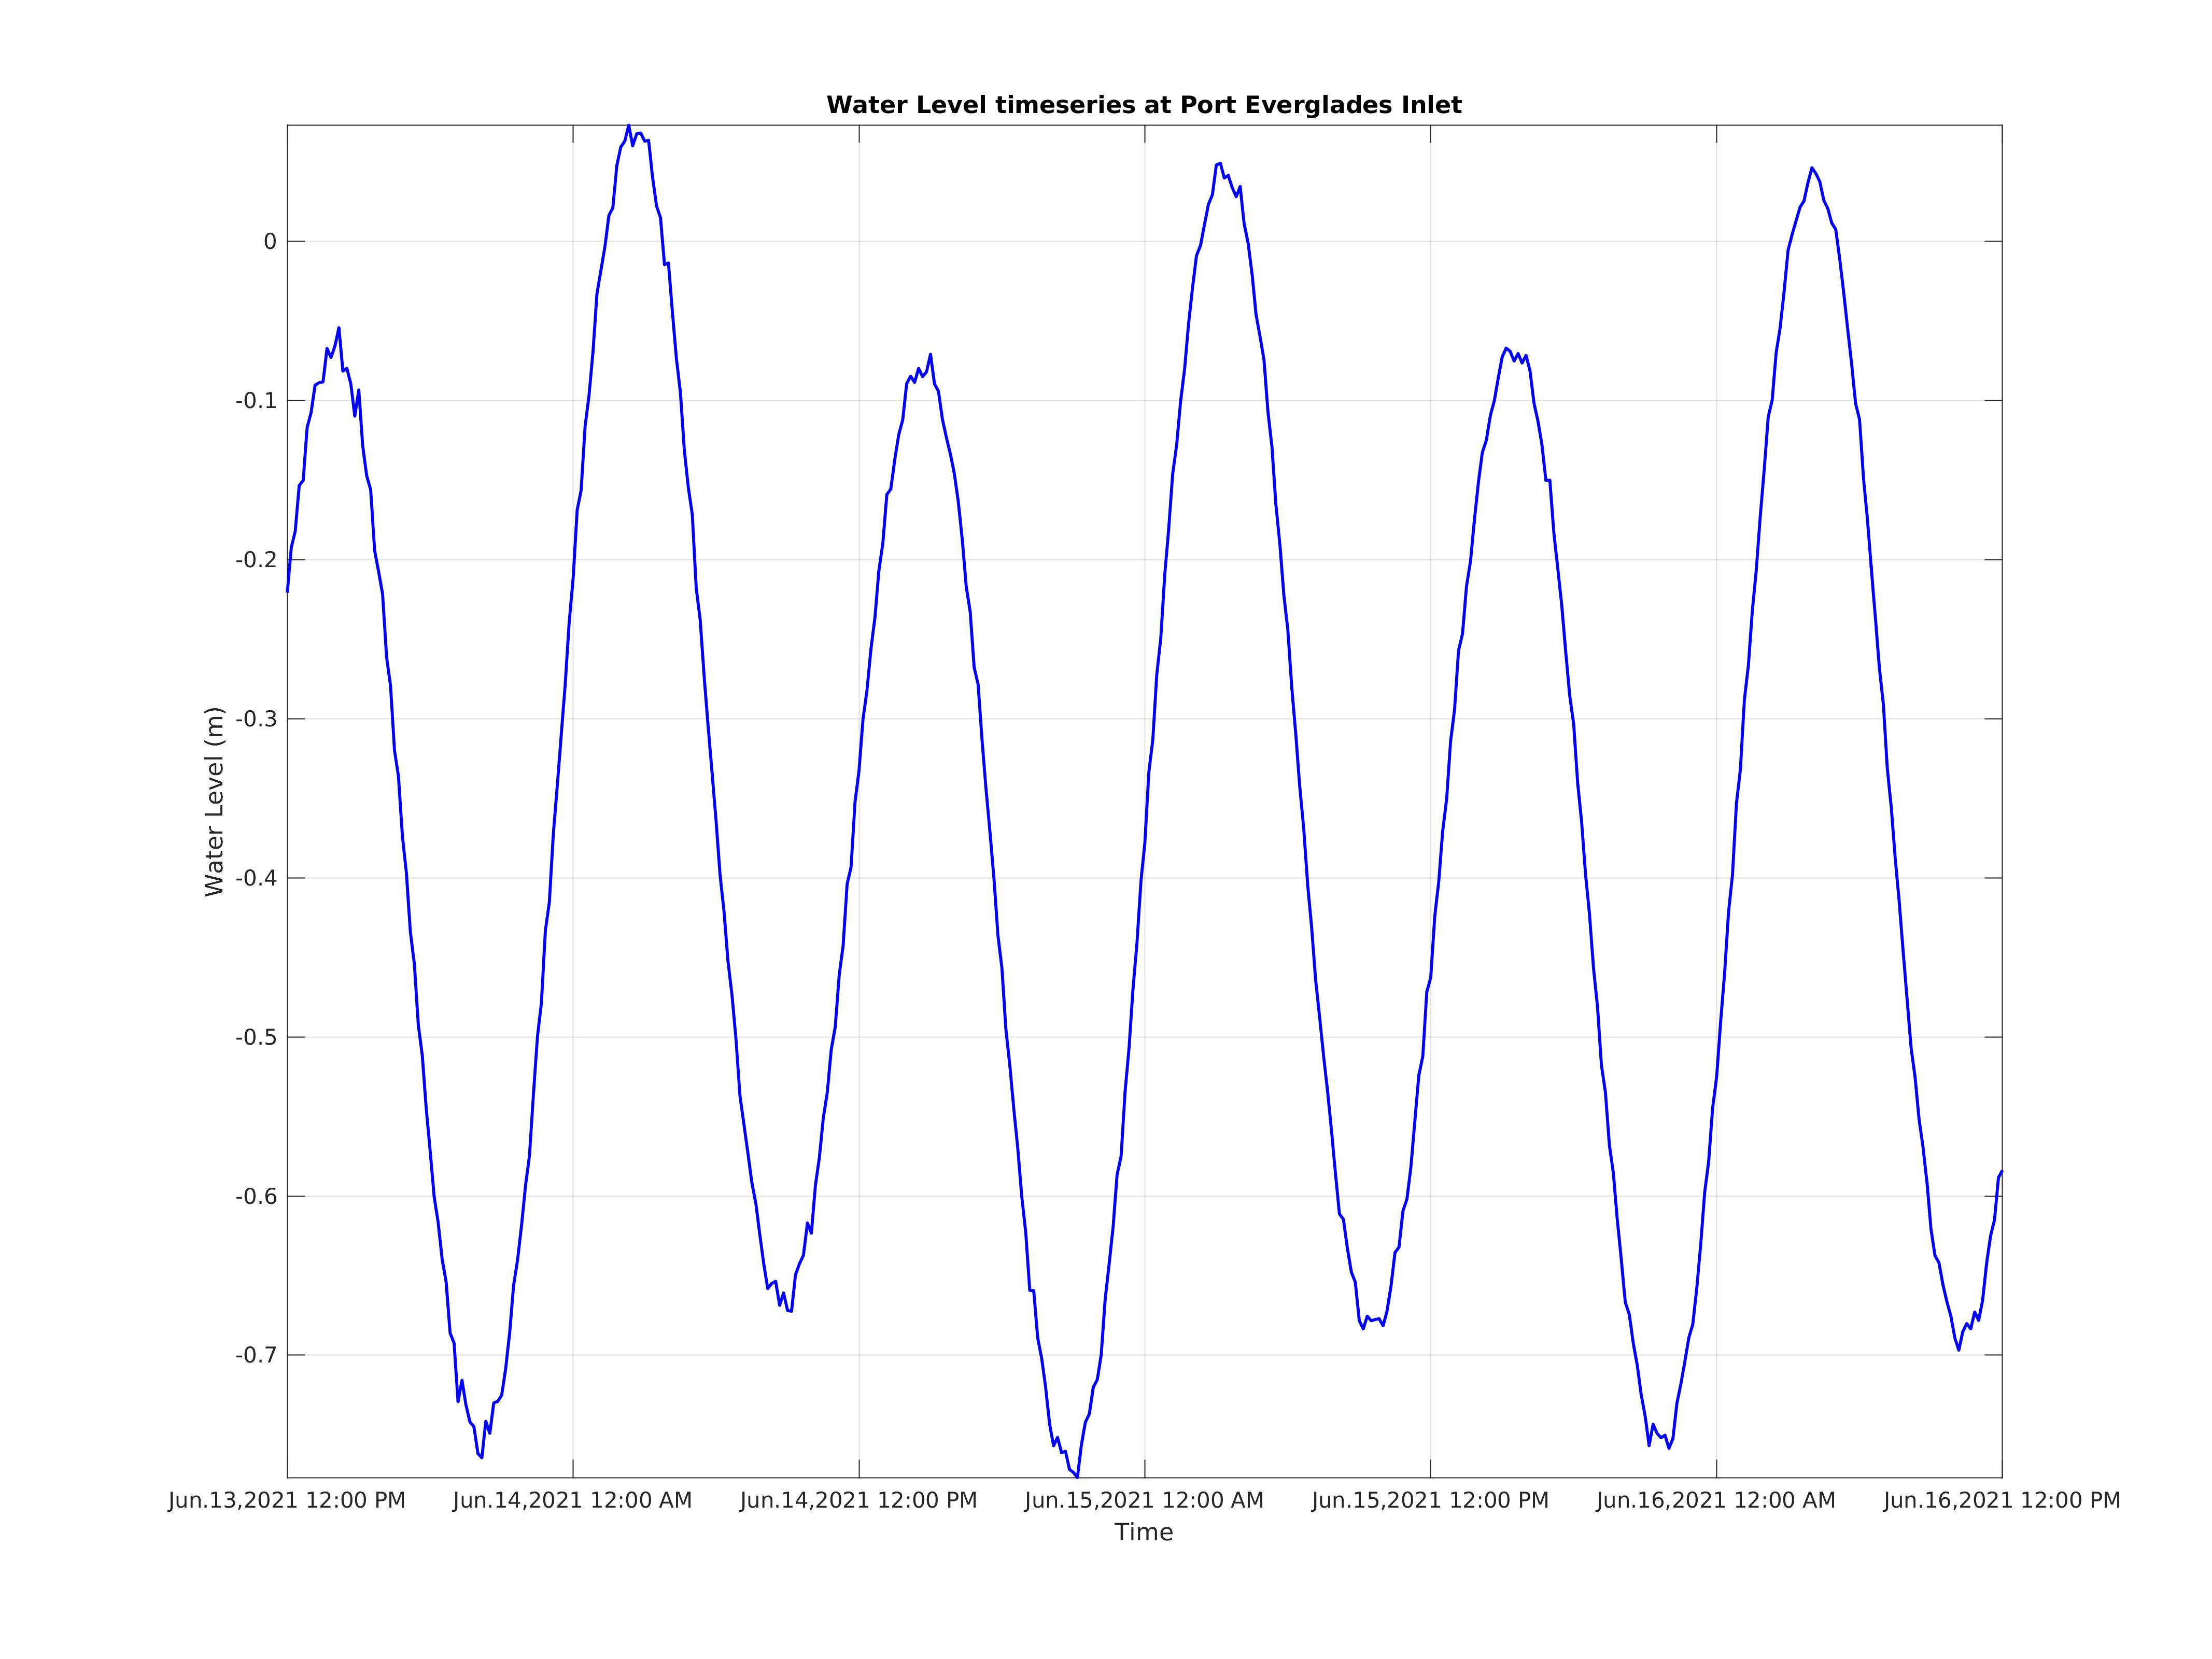 Water Level timeseries at Port Everglades Inlet
0
-0.1
-0.2
-0.3
-0.4
-0.5
-0.6
-0.7
Water Level (m)
Jun.13,2021 12:00 PM Jun.14,2021 12:00 AM Jun.14,2021 12:00 PM Jun.15,2021 12:00 AM Jun.15,2021 12:00 PM Jun.16,2021 12:00 AM Jun.16,2021 12:00 PM
Time